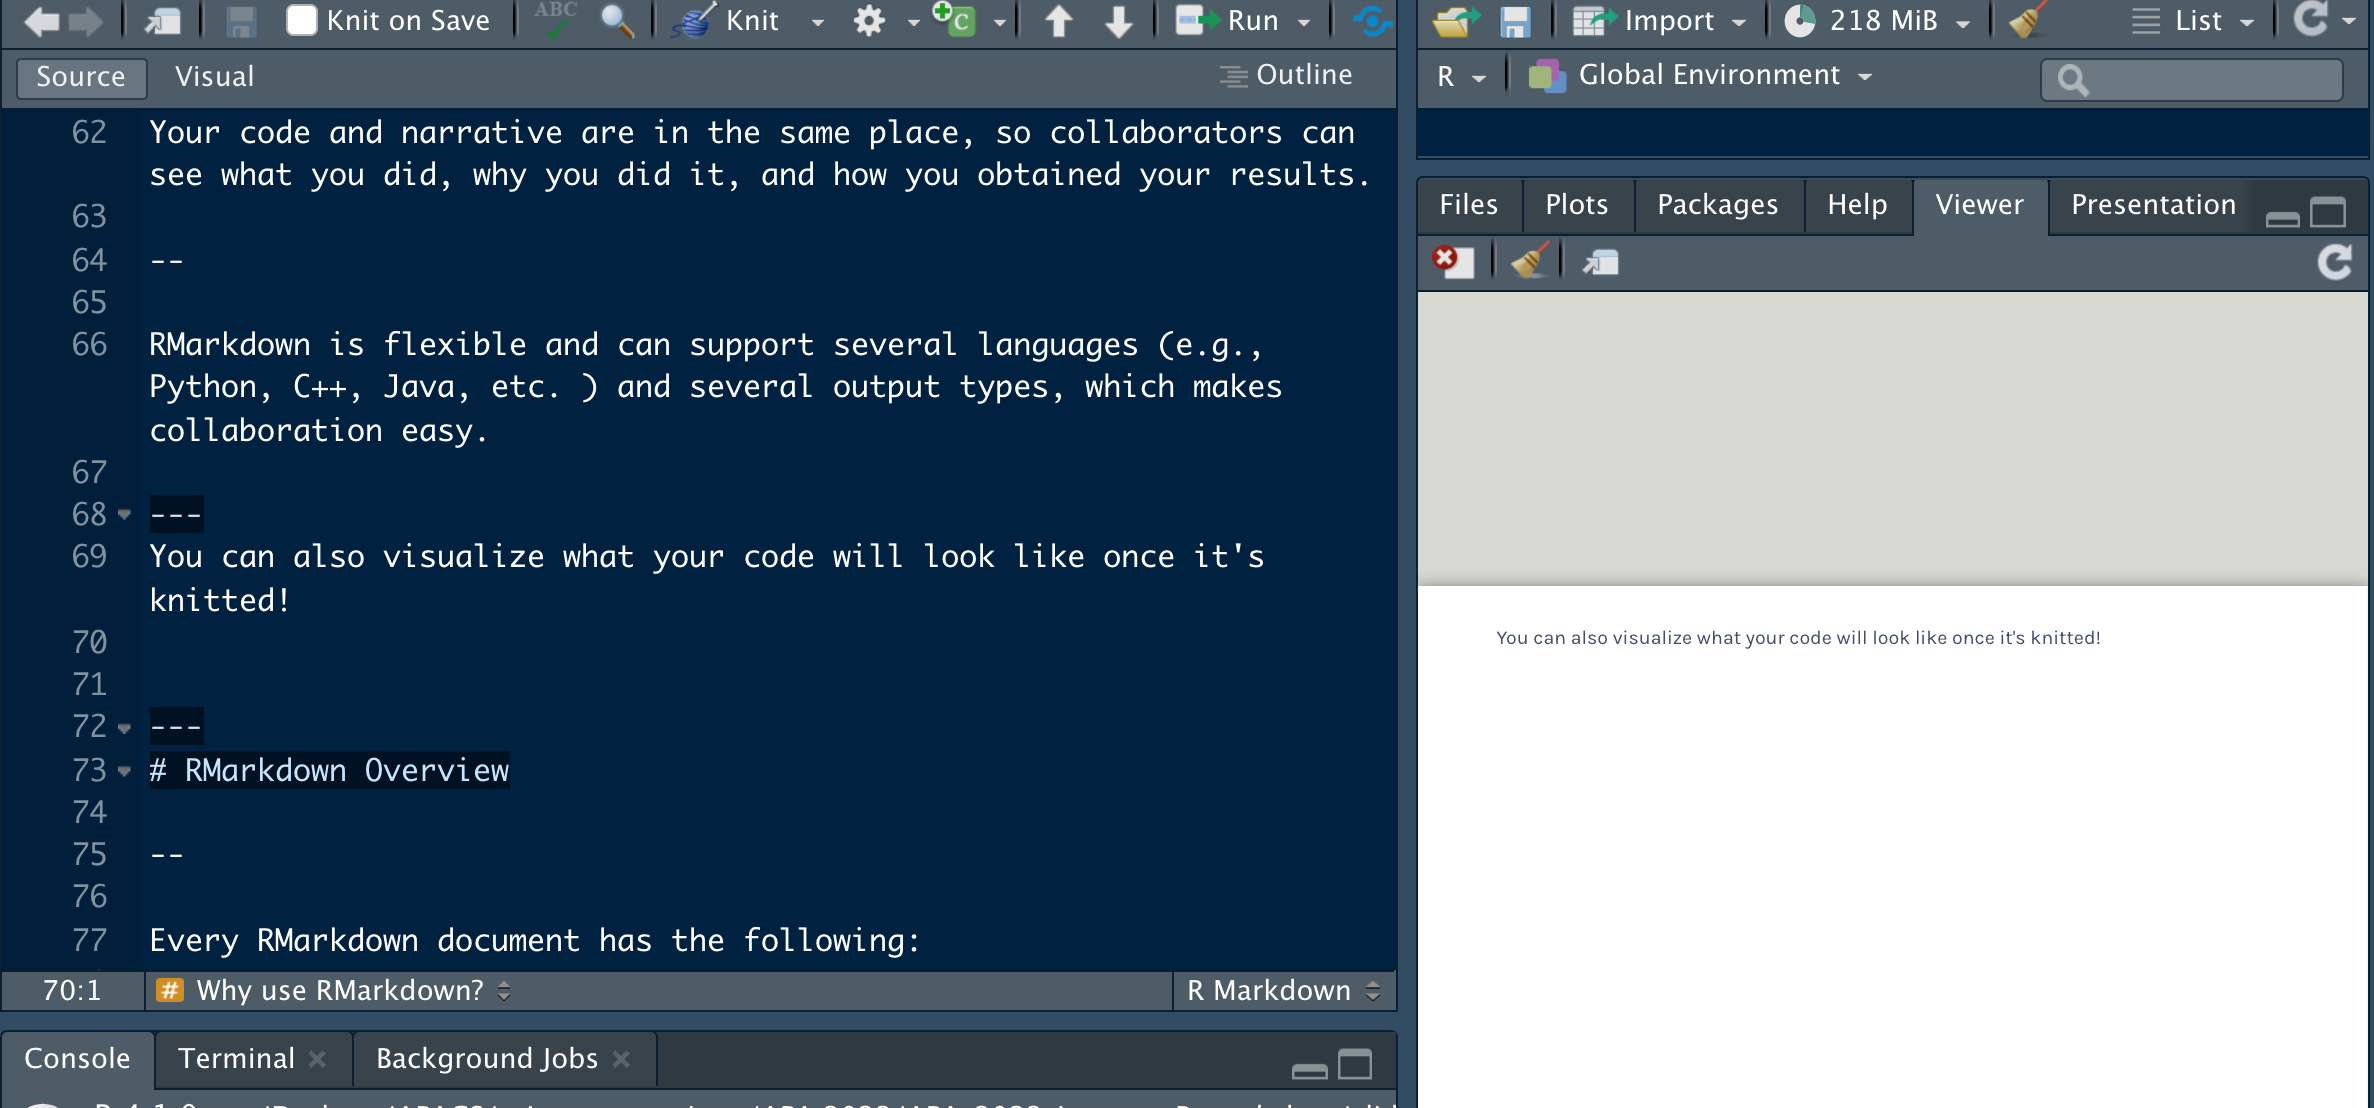 Knit on Save ABC Knit C Run
Source Visual Outline
62 Your code and narrative are in the same place, so collaborators can
see what you did, why you did it, and how you obtained your results.
63
64 --
65
66 RMarkdown is flexible and can support several languages (e.g.,
Python, C++, Java, etc. ) and several output types, which makes
collaboration easy.
67
68 ---
69 You can also visualize what your code will look like once it's
knitted!
70
71
72 ---
73 # RMarkdown Overview
74
75 --
76
77 Every RMarkdown document has the following:
70:1 # Why use RMarkdown? R Markdown
Console Terminal Background Jobs
Import 218 MiB List
R Global Environment
Files Plots Packages Help Viewer Presentation
You can also visualize what your code will look like once it's knitted!